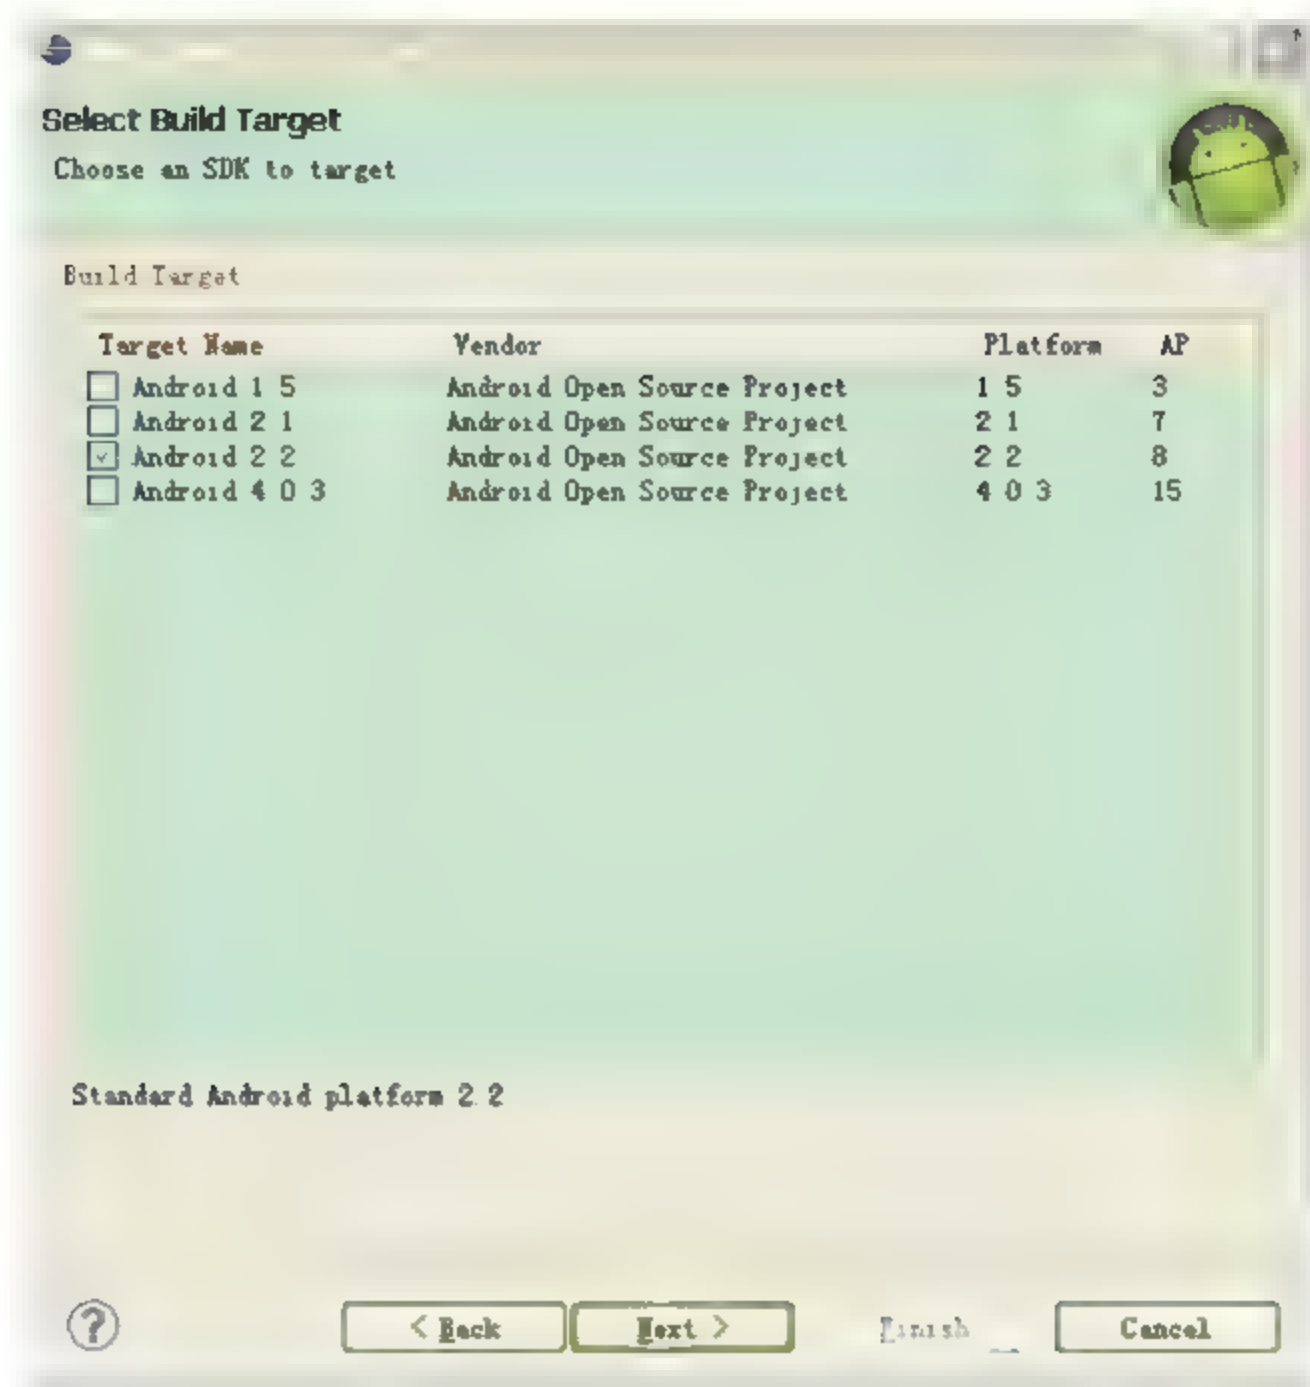 Select Build Target
Choose an SDK to target
Build Target
Target Name Vendor Platform AP
Android 1 5 Android Open Source Project 1 5 3
Android 2 1 Android Open Source Project 2 1 7
Android 2 2 Android Open Source Project 2 2 8
Android 4 0 3 Android Open Source Project 4 0 3 15
Standard Android platform 2.2
? < Back Next > Finish Cancel